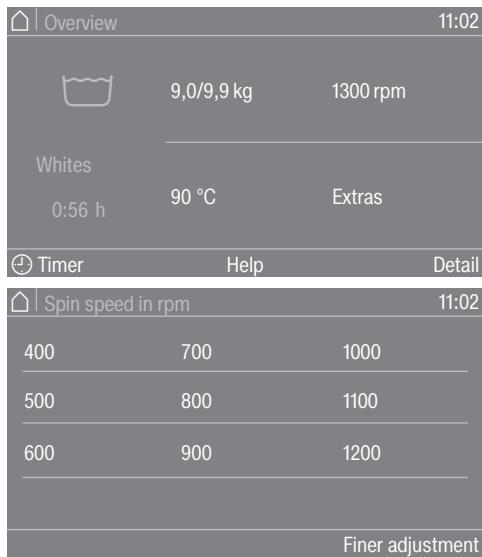 Overview 11:02
9,0/9,9 kg 1300 rpm
Whites
0:56 h
90 °C Extras
Timer Help Detail
Spin speed in rpm 11:02
400 700 1000
500 800 1100
600 900 1200
Finer adjustment